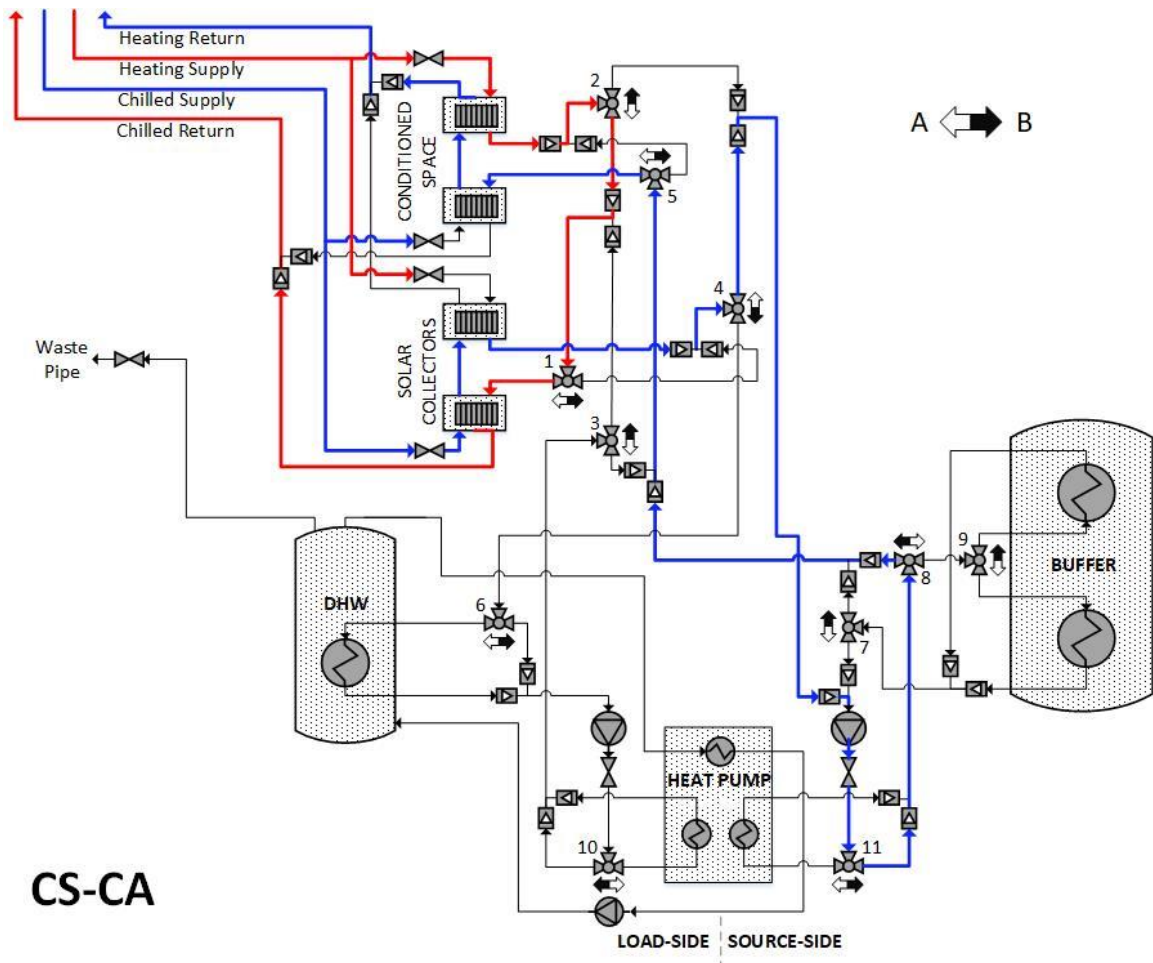 Heating Return
Heating Supply
Chilled Supply
Chilled Return
A B
2
CONDITIONED
SPACE
5
4
SOLAR
COLLECTORS
1
Waste
Pipe
3
9
8
BUFFER
DHW
6
7
HEAT PUMP
10
11
CS-CA
LOAD-SIDE SOURCE-SIDE